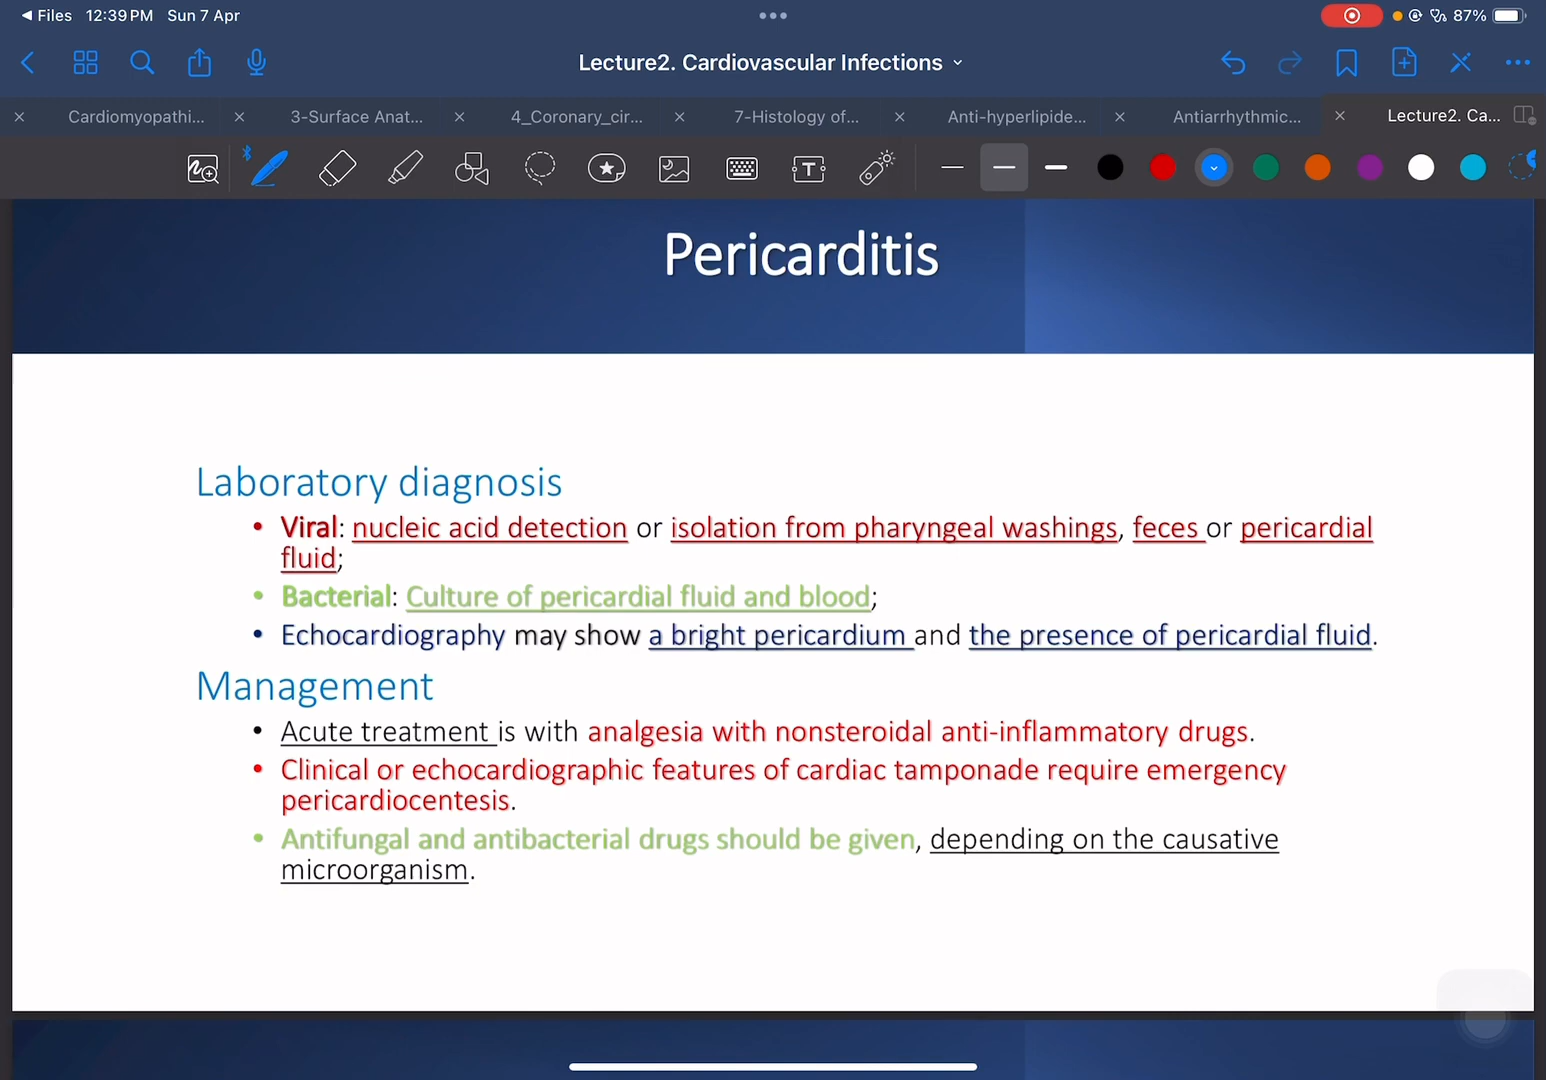 ◀ Files 12:39 PM Sun 7 Apr 87%
Lecture2. Cardiovascular Infections
Cardiomyopathi... 3-Surface Anat... 4_Coronary_cir... 7-Histology of... Anti-hyperlipide... Antiarrhythmic... Lecture2. Ca...
Pericarditis
Laboratory diagnosis
• Viral: nucleic acid detection or isolation from pharyngeal washings, feces or pericardial
fluid;
• Bacterial: Culture of pericardial fluid and blood;
• Echocardiography may show a bright pericardium and the presence of pericardial fluid.
Management
• Acute treatment is with analgesia with nonsteroidal anti-inflammatory drugs.
• Clinical or echocardiographic features of cardiac tamponade require emergency
pericardiocentesis.
• Antifungal and antibacterial drugs should be given, depending on the causative
microorganism.